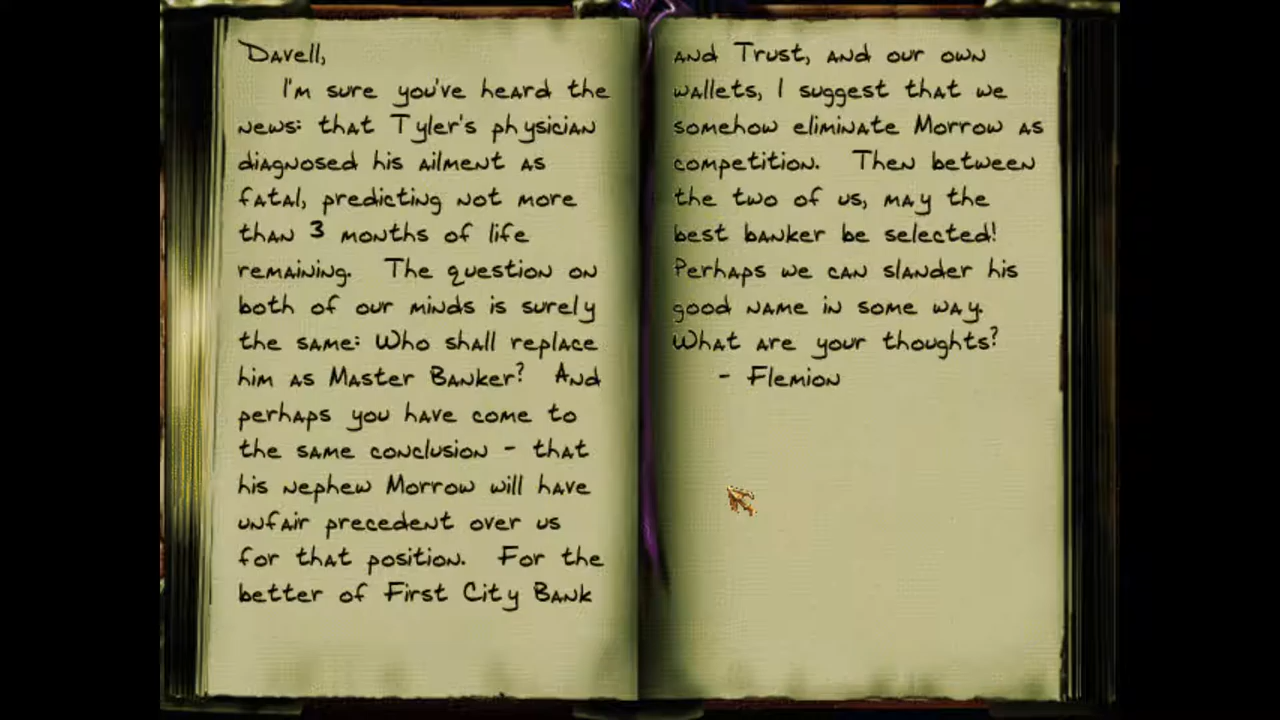 Davell,
I'm sure you've heard the
news: that Tyler's physician
diagnosed his ailment as
fatal, predicting not more
than 3 months of life
remaining. The question on
both of our minds is surely
the same: Who shall replace
him as Master Banker? And
perhaps you have come to
the same conclusion - that
his nephew Morrow will have
unfair precedent over us
for that position. For the
better of First City Bank
and Trust, and our own
wallets, I suggest that we
somehow eliminate Morrow as
competition. Then between
the two of us, may the
best banker be selected!
Perhaps we can slander his
good name in some way.
What are your thoughts?
- Flemion